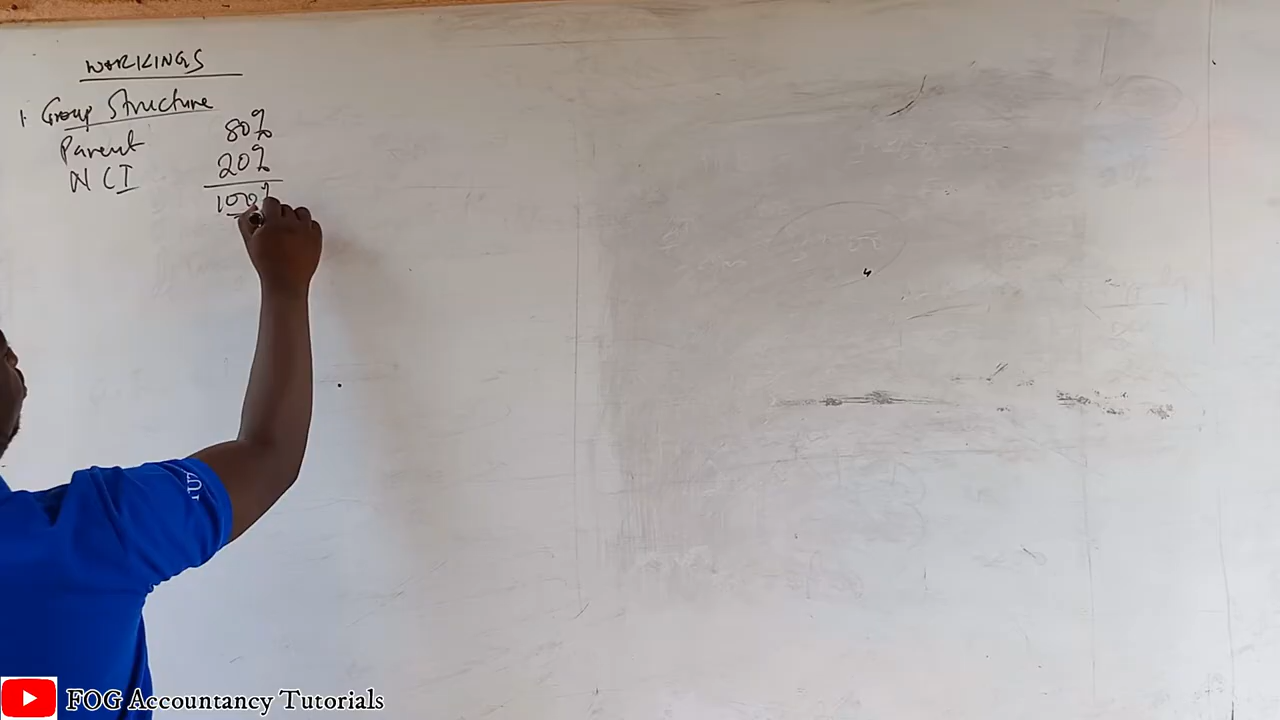 WORKINGS
1. Group Structure
Parent 80%
NCI 20%
100%
FOG Accountancy Tutorials